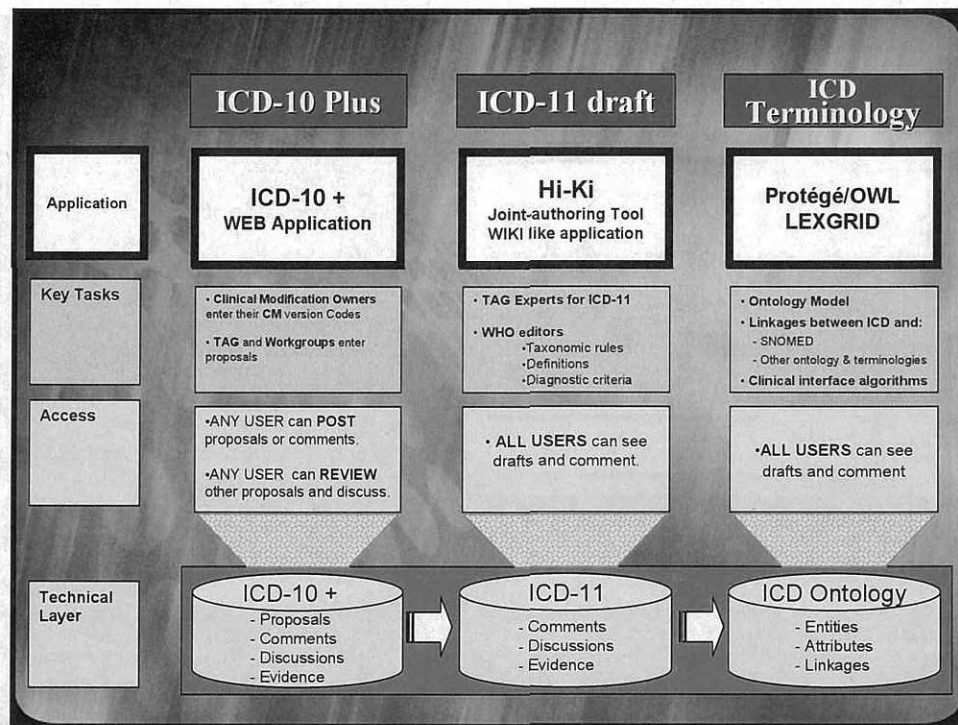 ICD-10 Plus
ICD-11 draft
ICD
Terminology
Application
ICD-10 +
WEB Application
Hi-Ki
Joint-authoring Tool
WIKI like application
Protégé/OWL
LEXGRID
Key Tasks
• Clinical Modification Owners
enter their CM version Codes
• TAG and Workgroups enter
proposals
• TAG Experts for ICD-11
• WHO editors
•Taxonomic rules
•Definitions
•Diagnostic criteria
• Ontology Model
• Linkages between ICD and:
- SNOMED
- Other ontology & terminologies
• Clinical interface algorithms
Access
•ANY USER can POST
proposals or comments.
•ANY USER can REVIEW
other proposals and discuss.
• ALL USERS can see
drafts and comment.
•ALL USERS can see
drafts and comment
Technical
Layer
ICD-10 +
- Proposals
- Comments
- Discussions
- Evidence
ICD-11
- Comments
- Discussions
- Evidence
ICD Ontology
- Entities
- Attributes
- Linkages